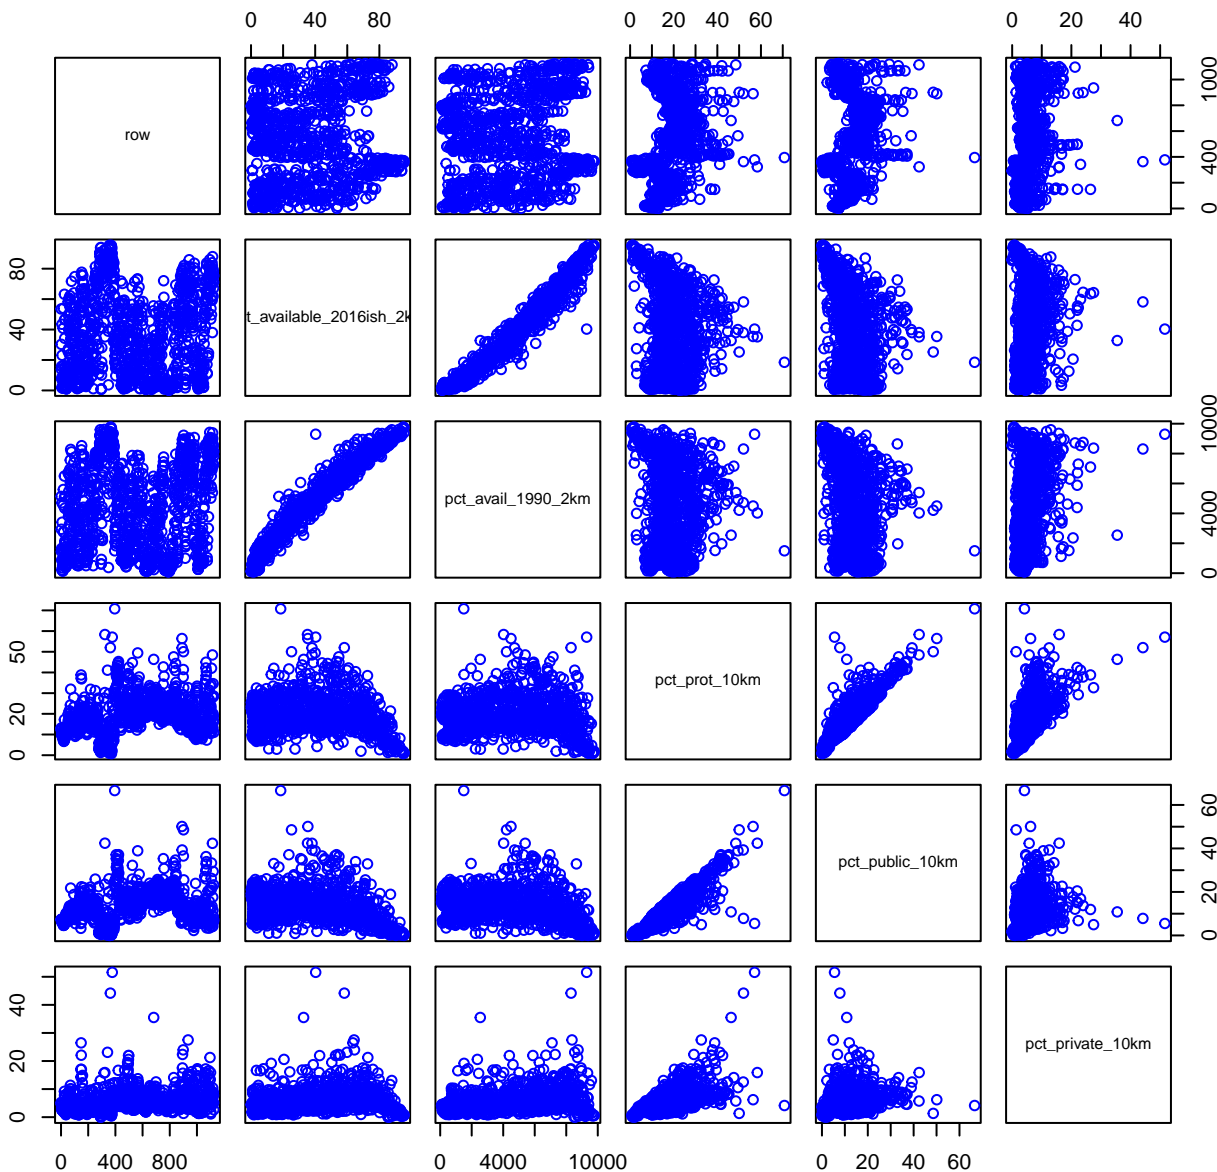 0 40 80
0 20 40 60
0 20 40
row
0 400 1000
0 40 80
t_available_2016ish_2k
pct_avail_1990_2km
0 4000 10000
0 20 50
pct_prot_10km
pct_public_10km
0 20 40 60
0 20 40
pct_private_10km
0 400 800
0 4000 10000
0 20 40 60